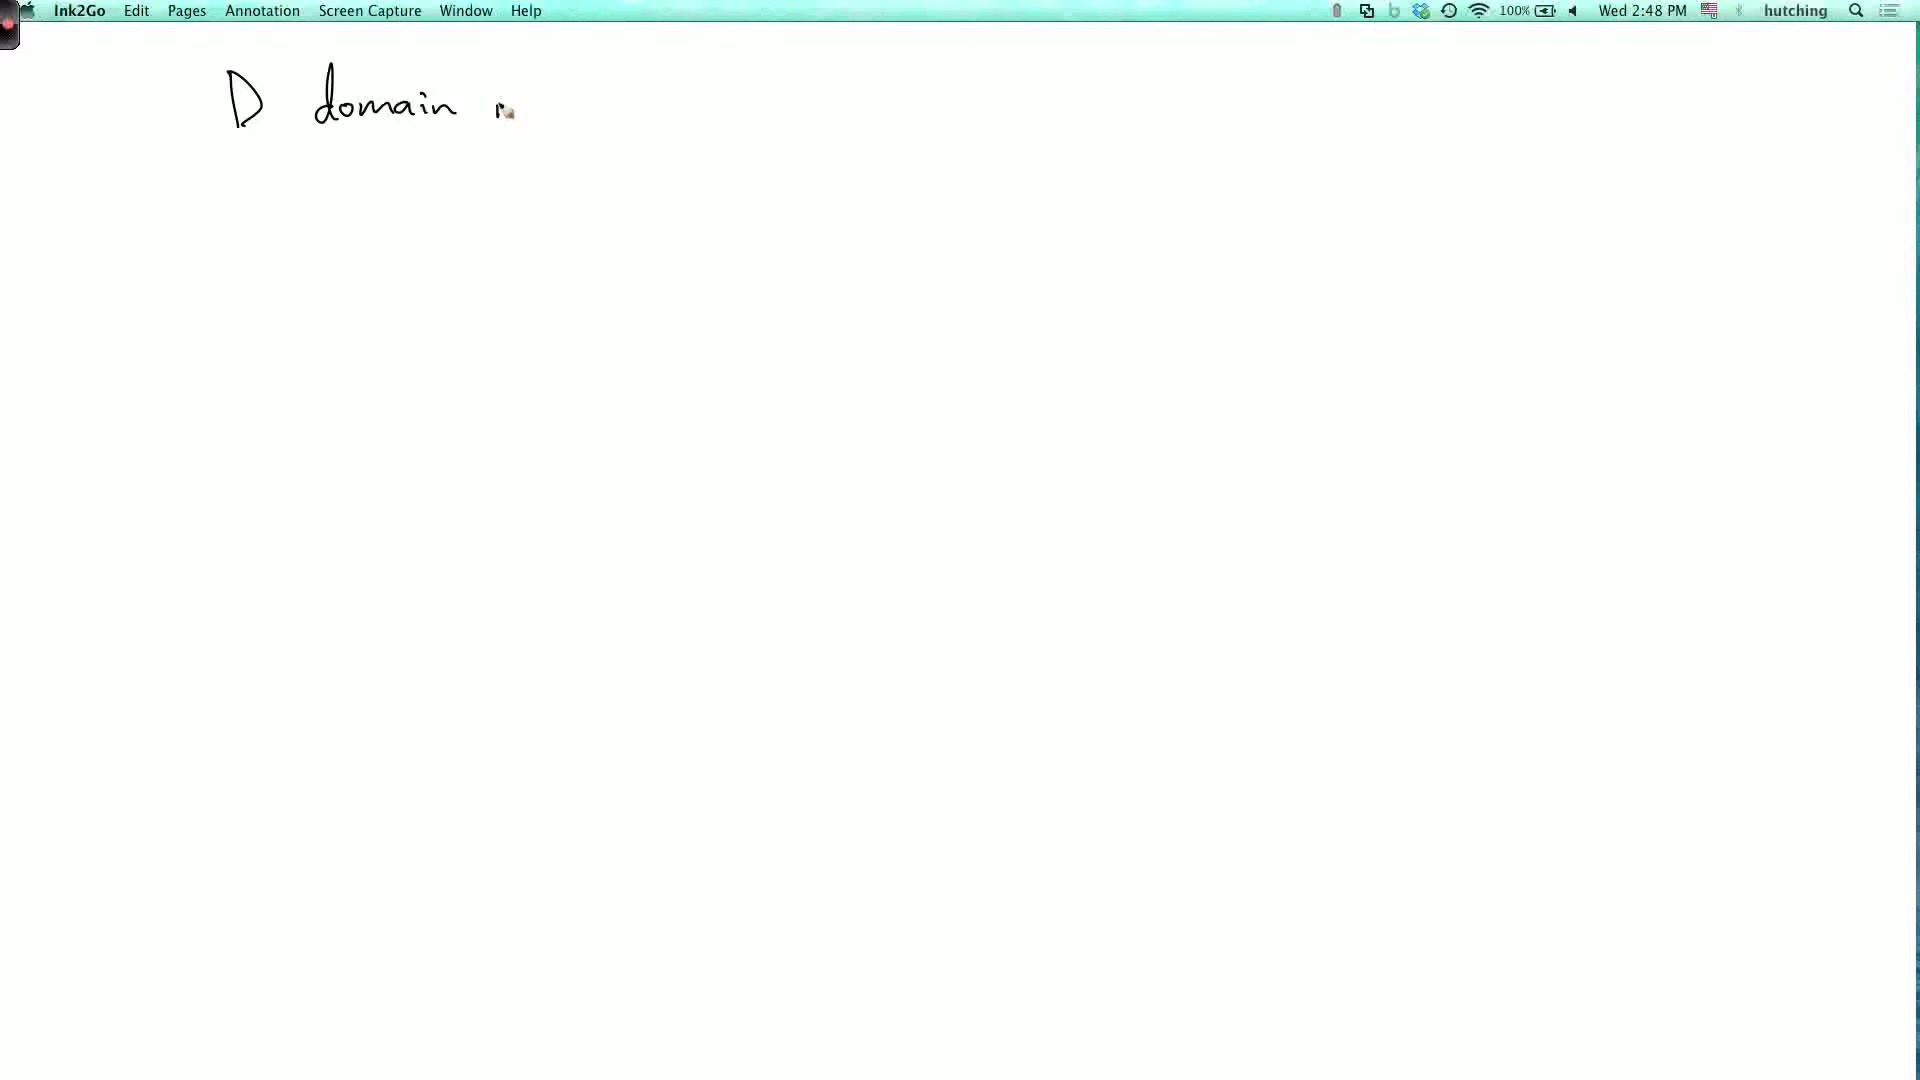 Ink2Go Edit Pages Annotation Screen Capture Window Help 100% Wed 2:48 PM hutching
D domain